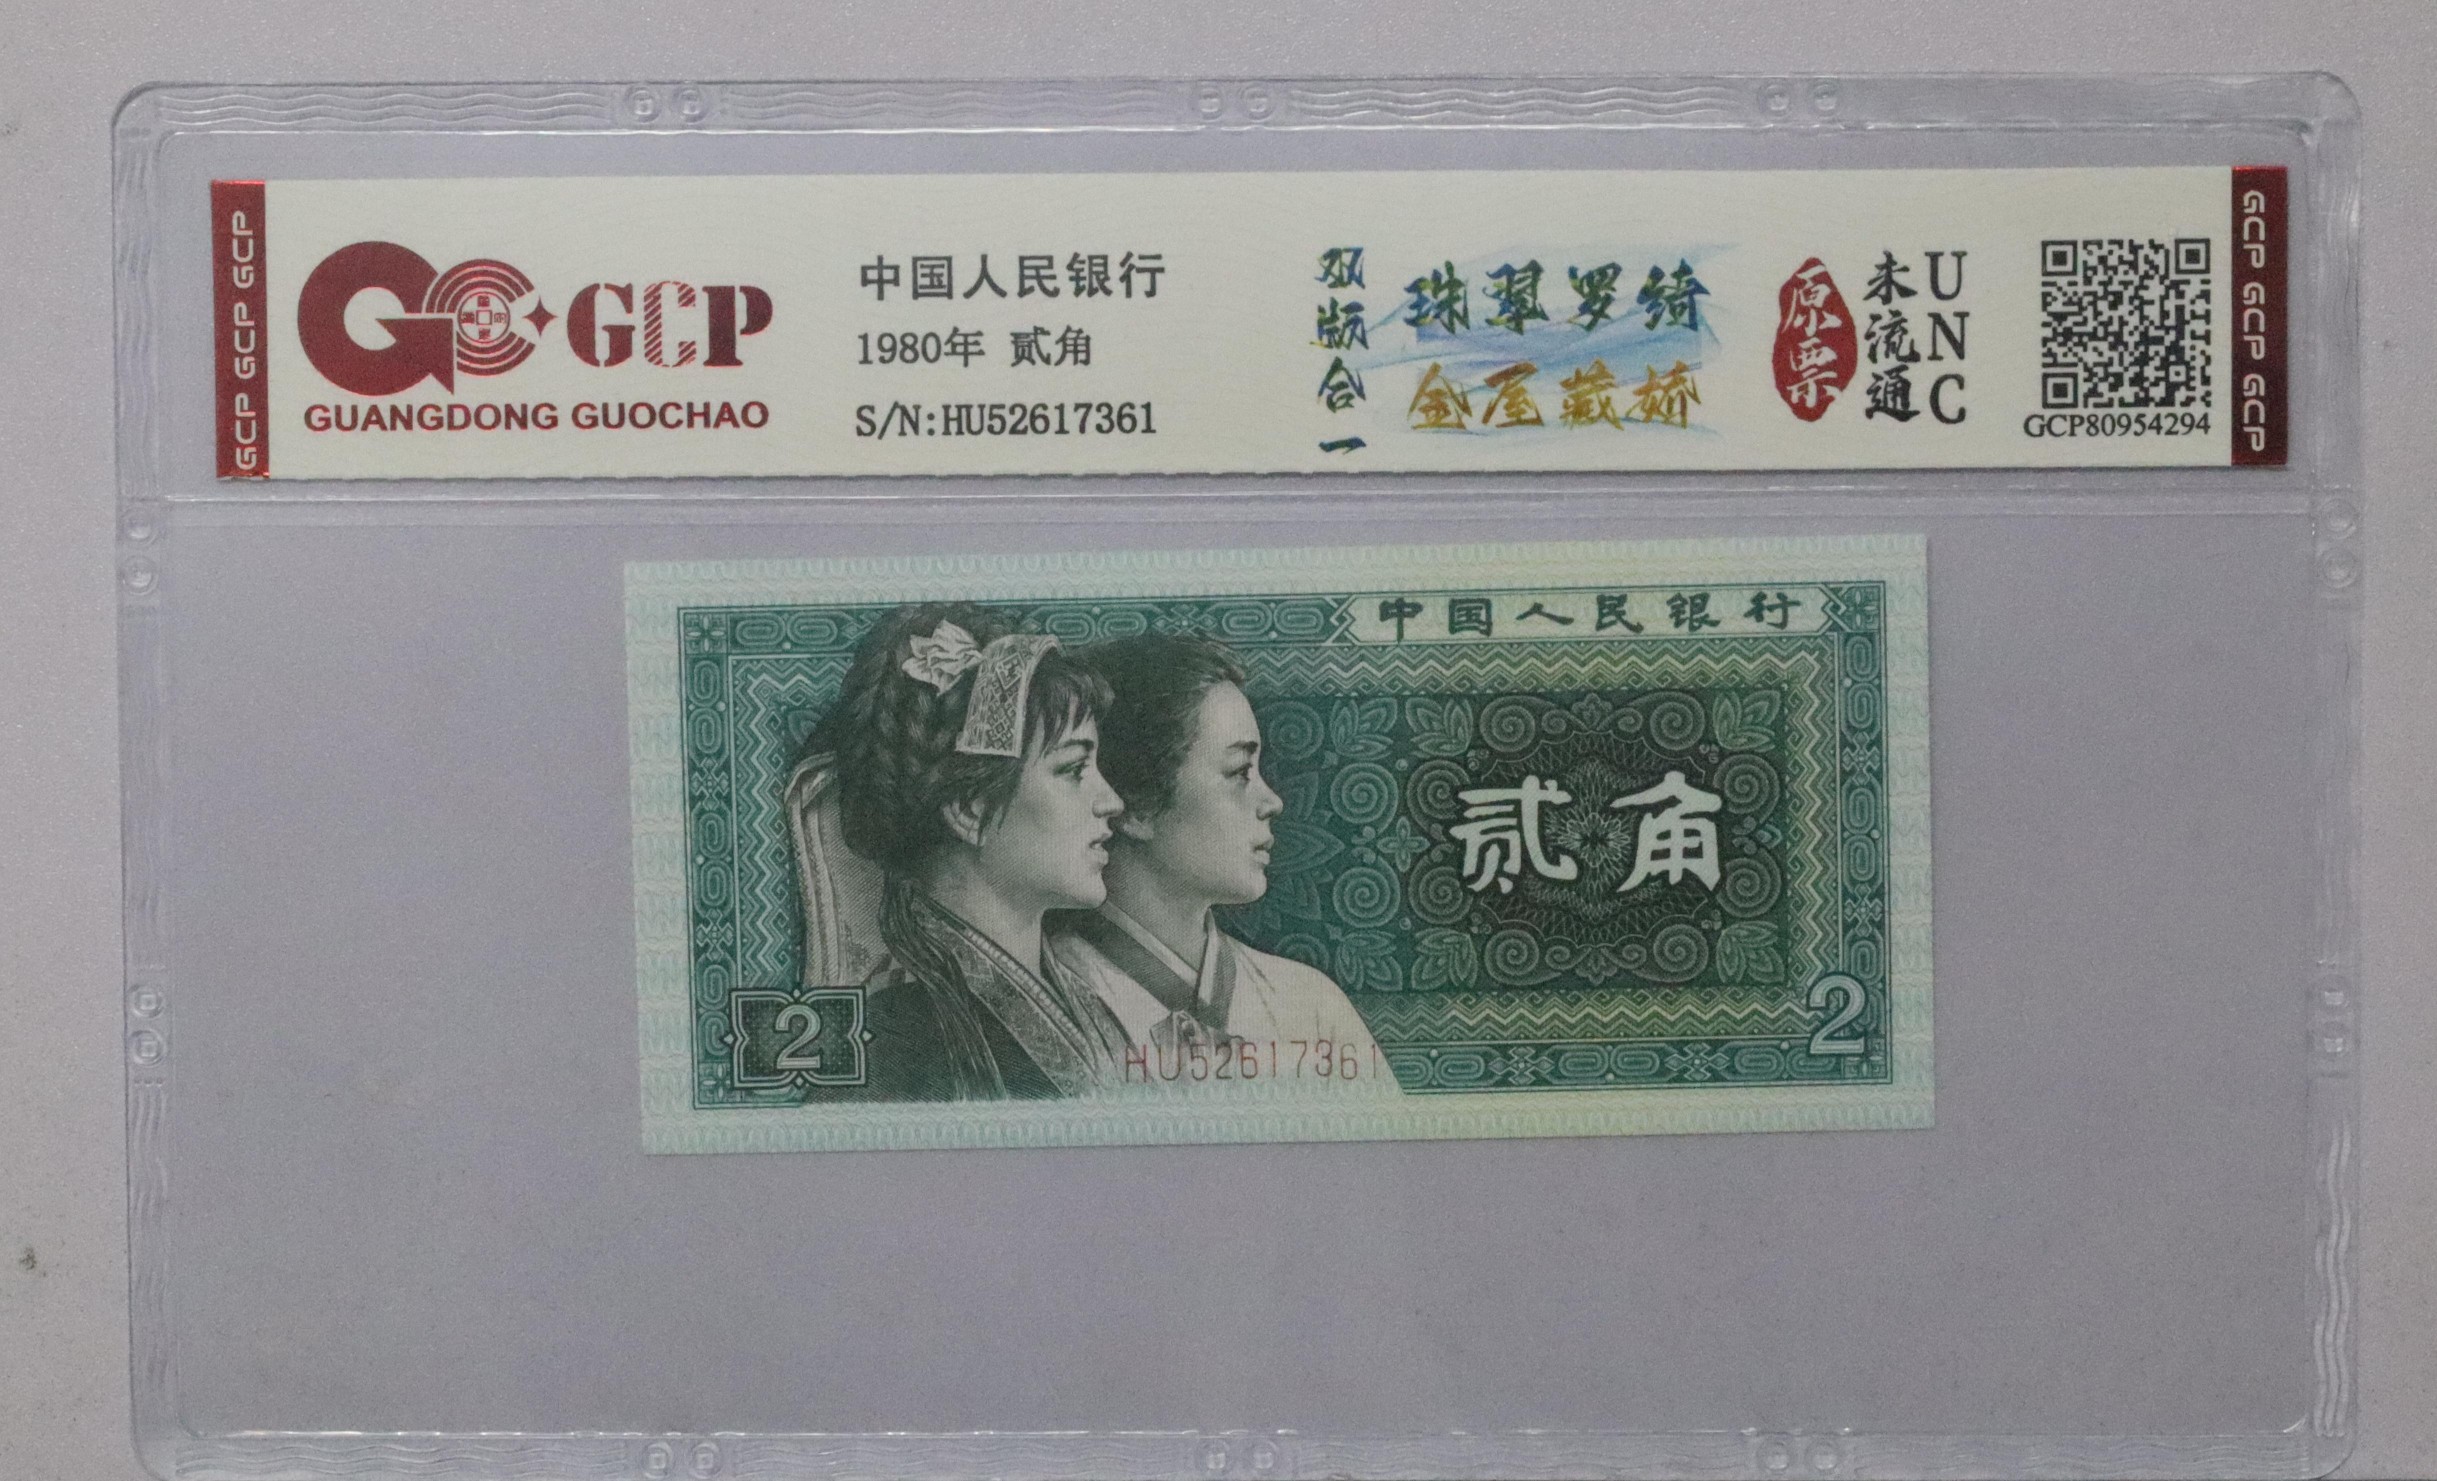 GCP GCP GCP GCP
GCP
GUANGDONG GUOCHAO
中国人民银行
1980年 贰角
S/N:HU52617361
双版合一
珠翠罗绮
金屋藏娇
原票
未流通
UNC
GCP80954294
GCP GCP GCP
中国人民银行
贰角
2
2
HU52617361